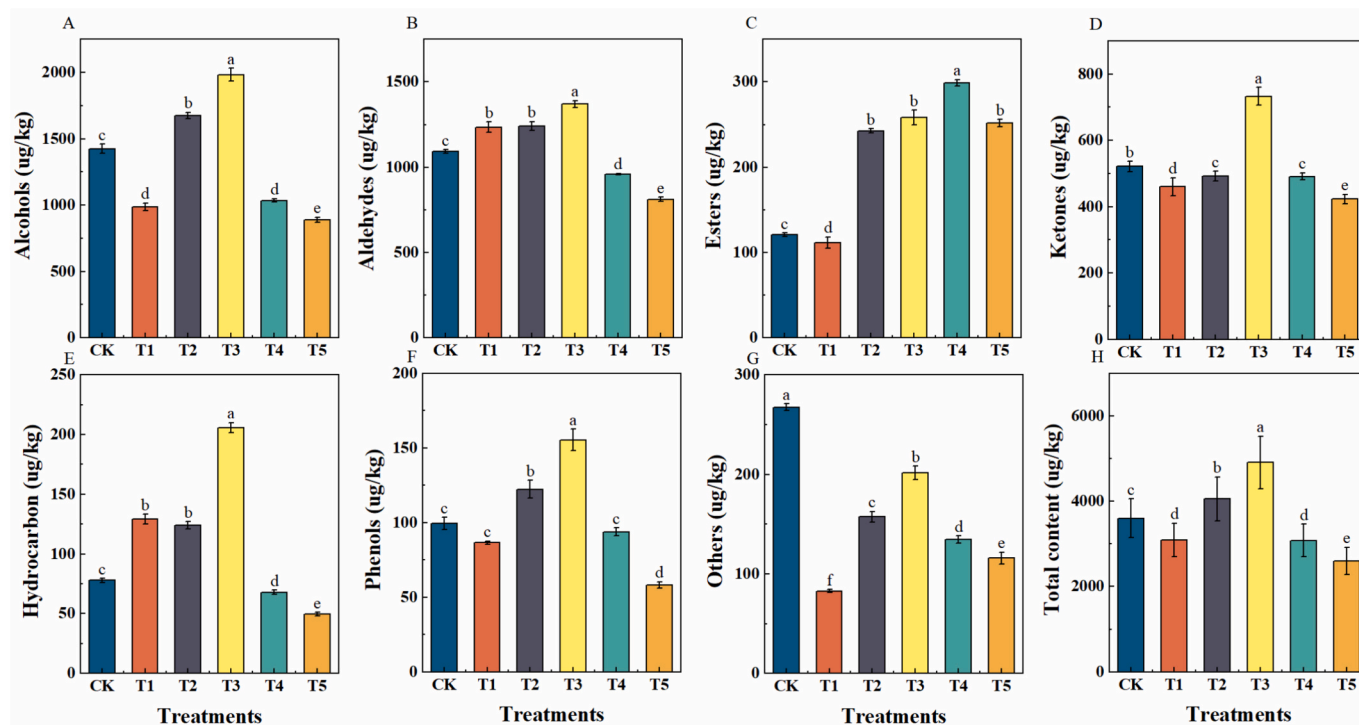 A
Alcohols (ug/kg)
2000
1500
1000
500
0
c
d
b
a
d
e
CK T1 T2 T3 T4 T5
B
Aldehydes (ug/kg)
1500
1000
500
0
c
b
b
a
d
e
CK T1 T2 T3 T4 T5
C
Esters (ug/kg)
300
200
100
0
c
d
b
b
a
b
CK T1 T2 T3 T4 T5
D
Ketones (ug/kg)
800
600
400
200
0
b
d
c
a
c
e
CK T1 T2 T3 T4 T5
E
Hydrocarbon (ug/kg)
250
200
150
100
50
0
c
b
b
a
d
e
CK T1 T2 T3 T4 T5
Treatments
F
Phenols (ug/kg)
200
150
100
50
0
c
c
b
a
c
d
CK T1 T2 T3 T4 T5
Treatments
G
Others (ug/kg)
300
200
100
0
a
f
c
b
d
e
CK T1 T2 T3 T4 T5
Treatments
H
Total content (ug/kg)
6000
4000
2000
0
c
d
b
a
d
e
CK T1 T2 T3 T4 T5
Treatments